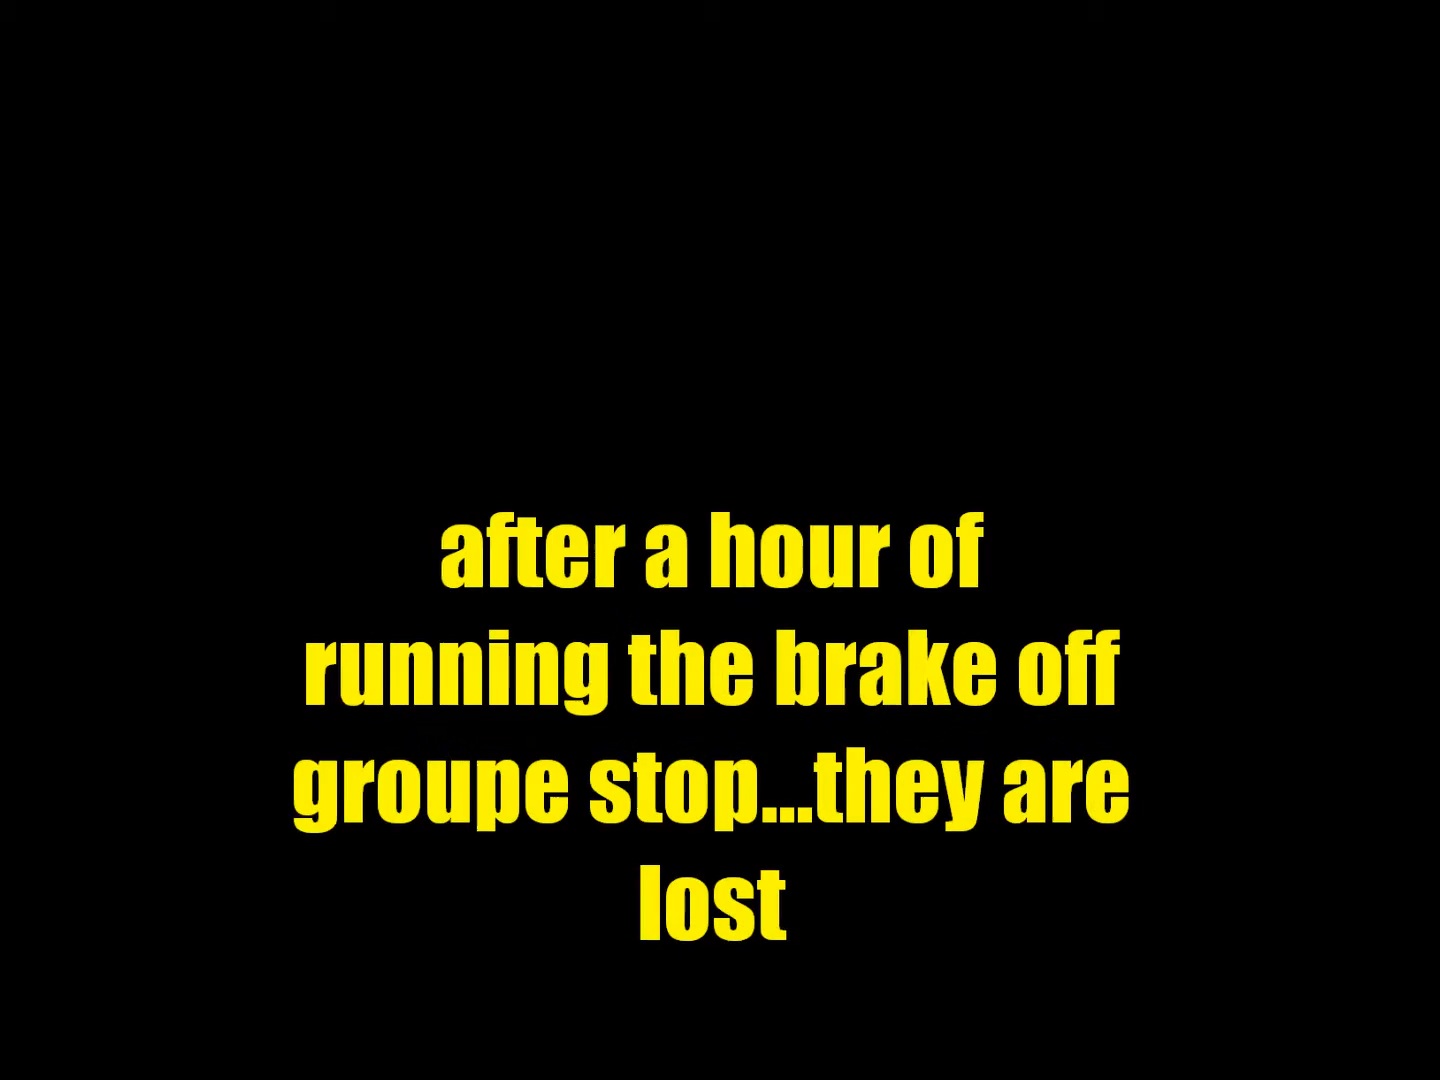 after a hour of
running the brake off
groupe stop...they are
lost